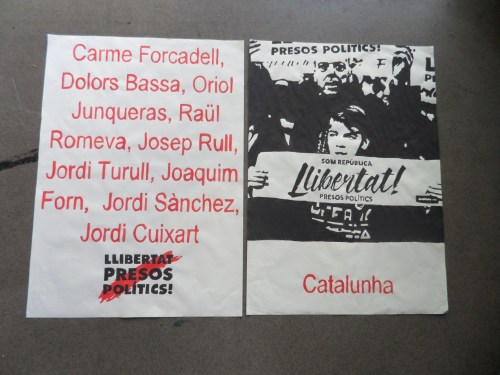 Carme Forcadell,
Dolors Bassa, Oriol
Junqueras, Raül
Romeva, Josep Rull,
Jordi Turull, Joaquim
Forn, Jordi Sànchez,
Jordi Cuixart
LLIBERTAT
PRESOS
POLÍTICS!
PRESOS POLÍTICS!
SOM REPÚBLICA
Llibertat!
PRESOS POLÍTICS
Catalunha